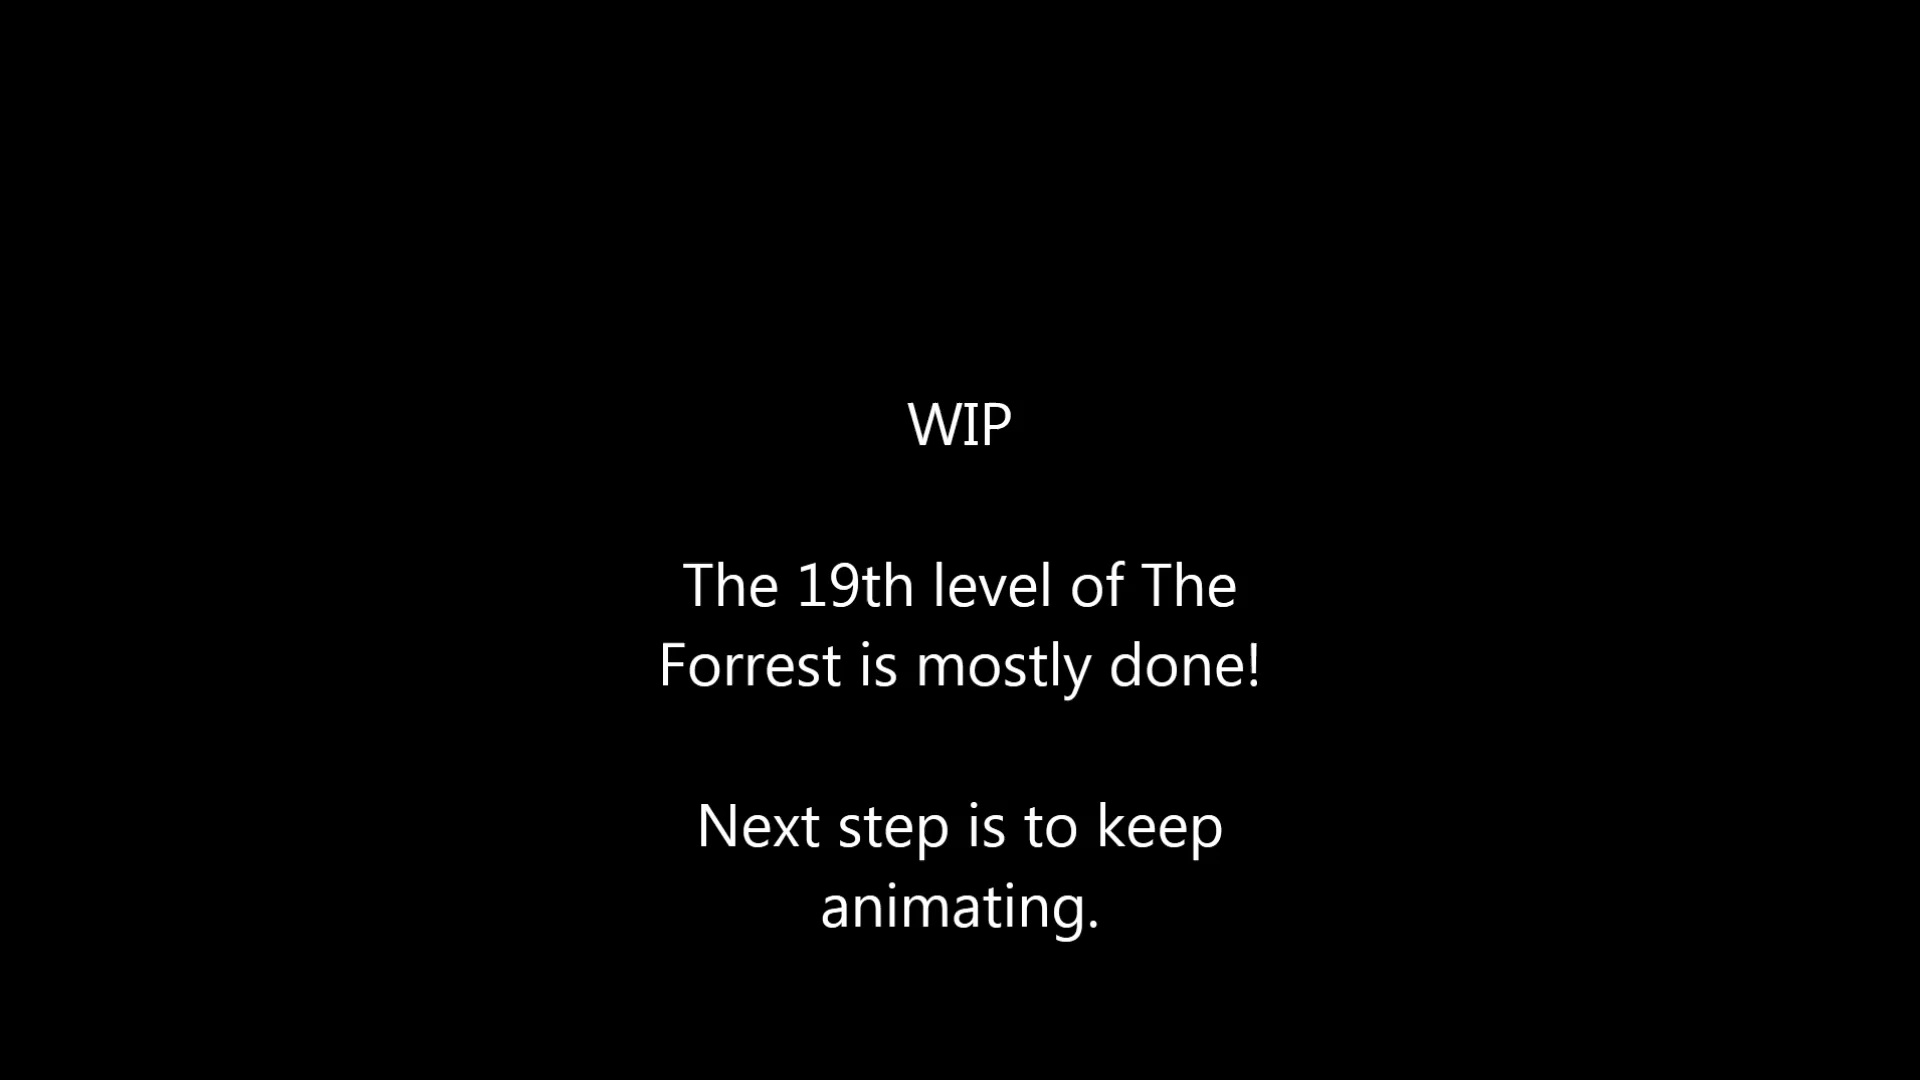 WIP
The 19th level of The
Forrest is mostly done!
Next step is to keep
animating.